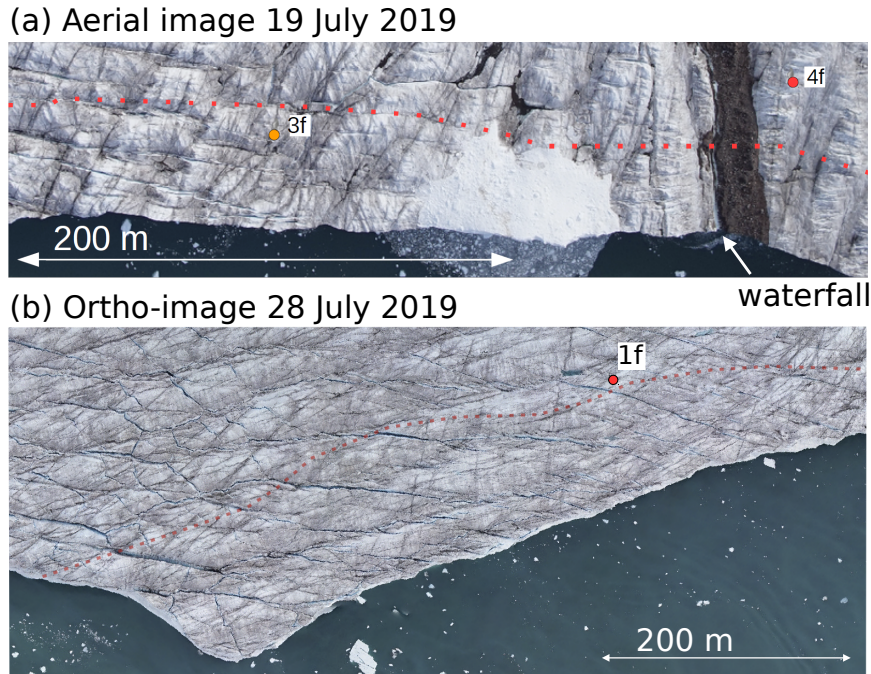 (a) Aerial image 19 July 2019
4f
3f
200 m
waterfall
(b) Ortho-image 28 July 2019
1f
200 m